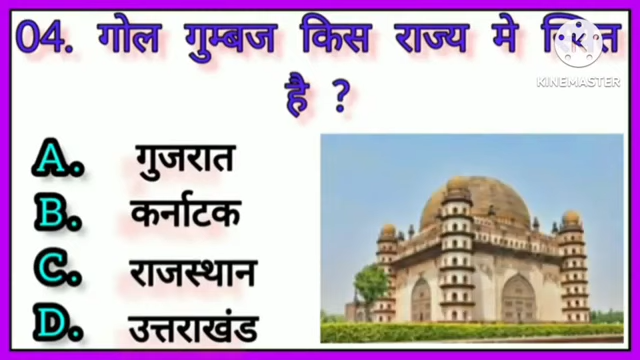 04. गोल गुम्बज किस राज्य मे
है ?
A. गुजरात
B. कर्नाटक
C. राजस्थान
D. उत्तराखंड
K
KINEMASTER